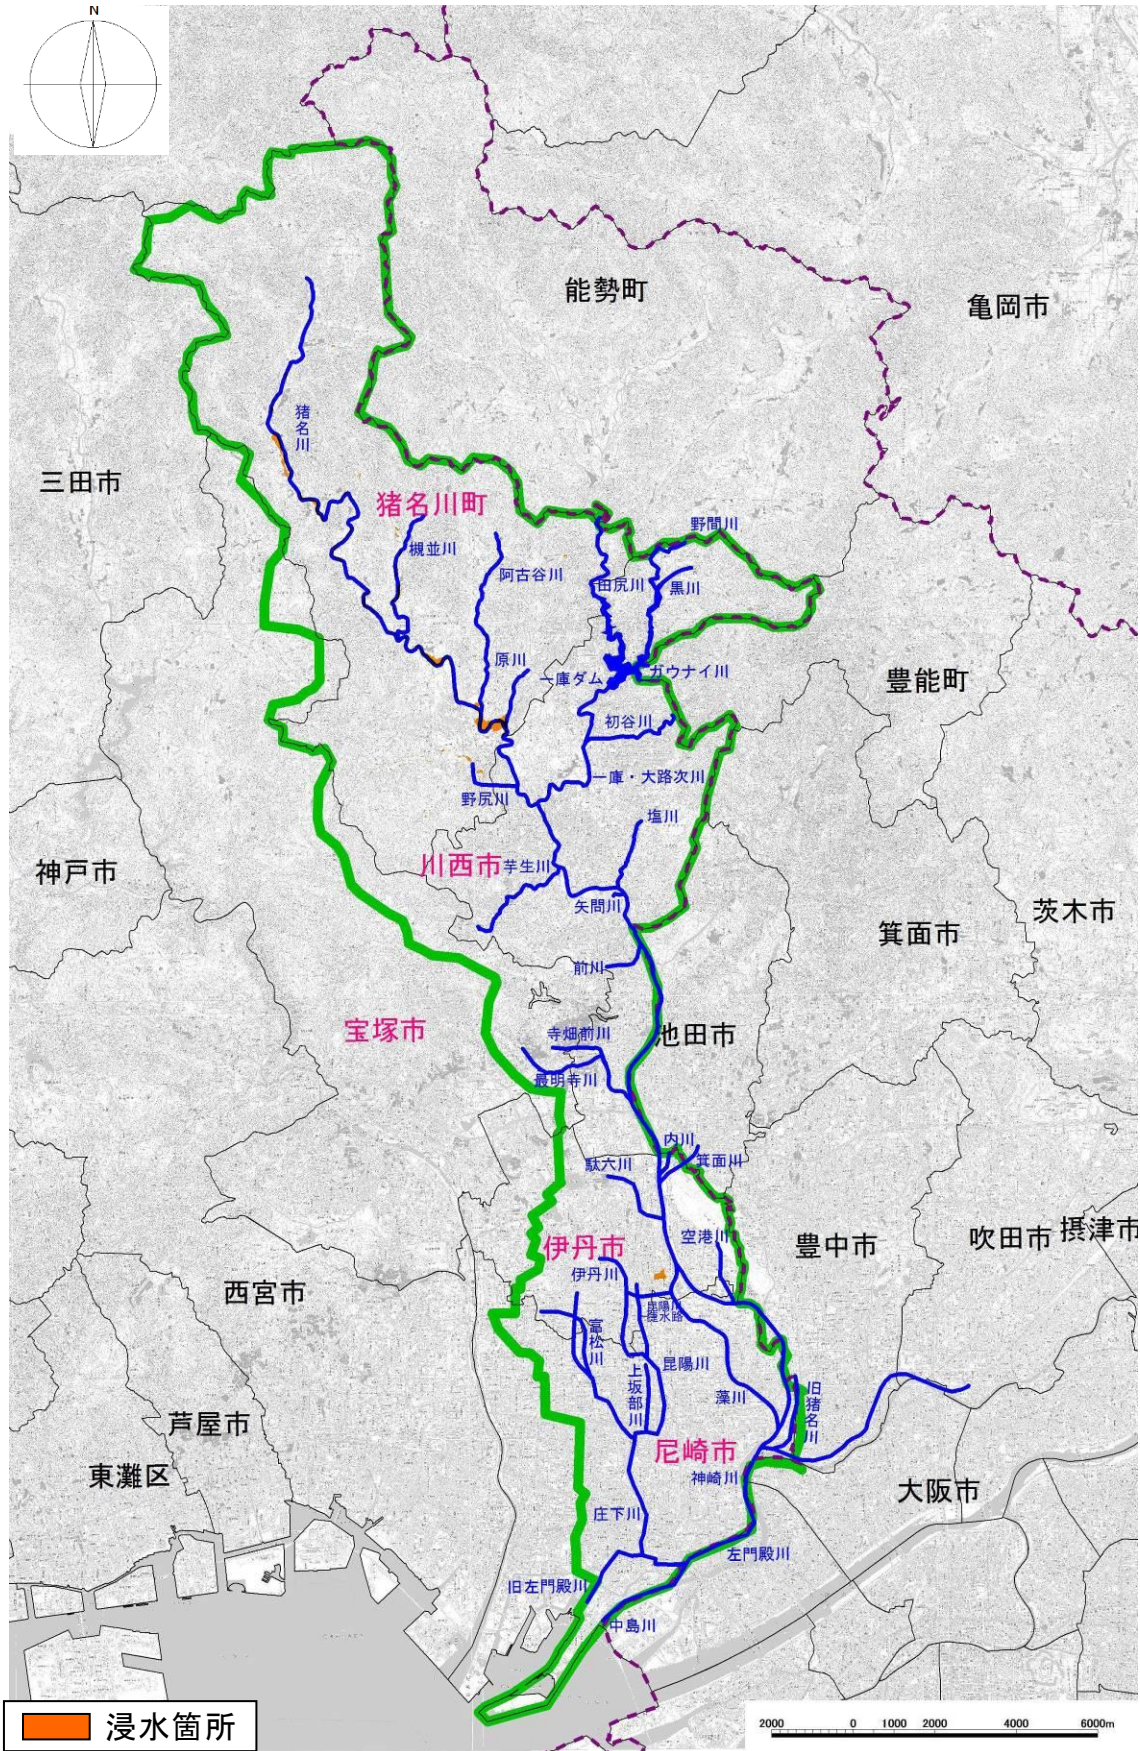 N
能勢町
亀岡市
猪名川
三田市
猪名川町
野間川
槻並川
阿古谷川
田尻川
黒川
原川
一庫ダム
ガウナイ川
豊能町
初谷川
一庫・大路次川
野尻川
塩川
神戸市
川西市
芋生川
矢問川
茨木市
箕面市
前川
宝塚市
寺畑前川
池田市
最明寺川
内川
駄六川
箕面川
空港川
伊丹市
豊中市
吹田市
摂津市
伊丹川
西宮市
昆陽川
捷水路
富松川
昆陽川
上坂部川
藻川
旧猪名川
芦屋市
尼崎市
東灘区
神崎川
大阪市
庄下川
左門殿川
旧左門殿川
中島川
浸水箇所
2000 0 1000 2000 4000 6000m